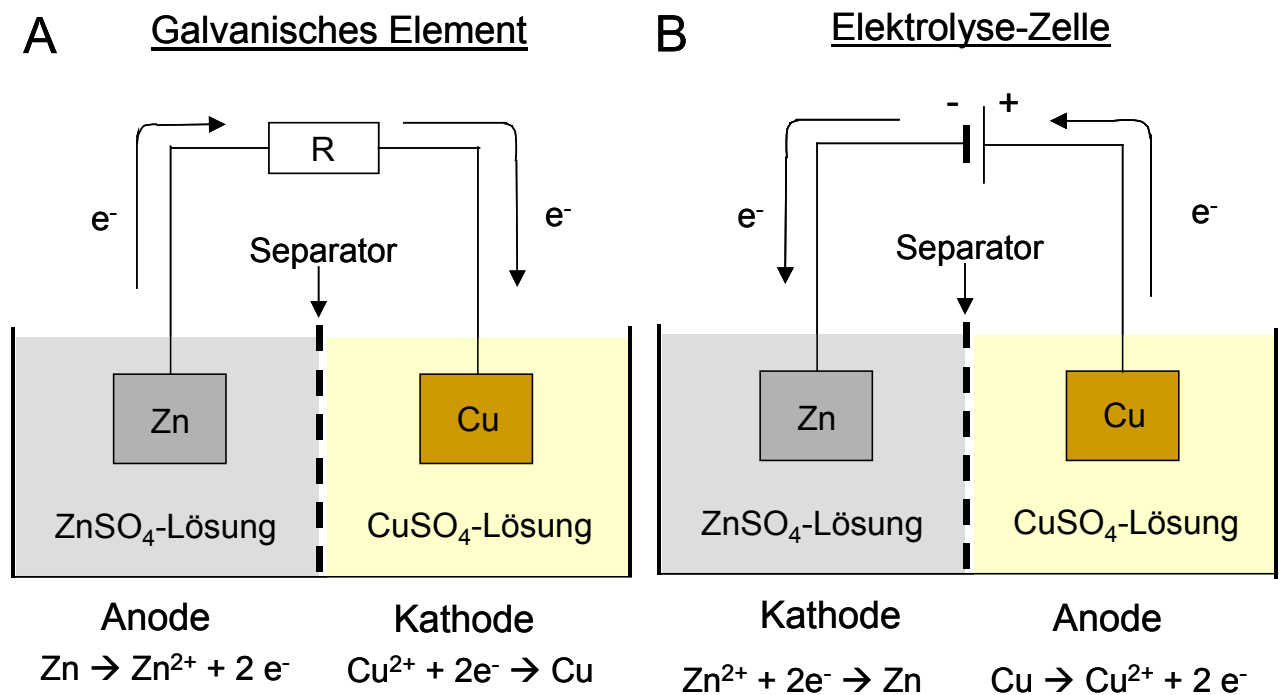 A
Galvanisches Element
R
e-
e-
Separator
Zn
Cu
ZnSO4-Lösung
CuSO4-Lösung
Anode
Kathode
Zn → Zn2+ + 2 e-
Cu2+ + 2e- → Cu
B
Elektrolyse-Zelle
- +
e-
e-
Separator
Zn
Cu
ZnSO4-Lösung
CuSO4-Lösung
Kathode
Anode
Zn2+ + 2e- → Zn
Cu → Cu2+ + 2 e-